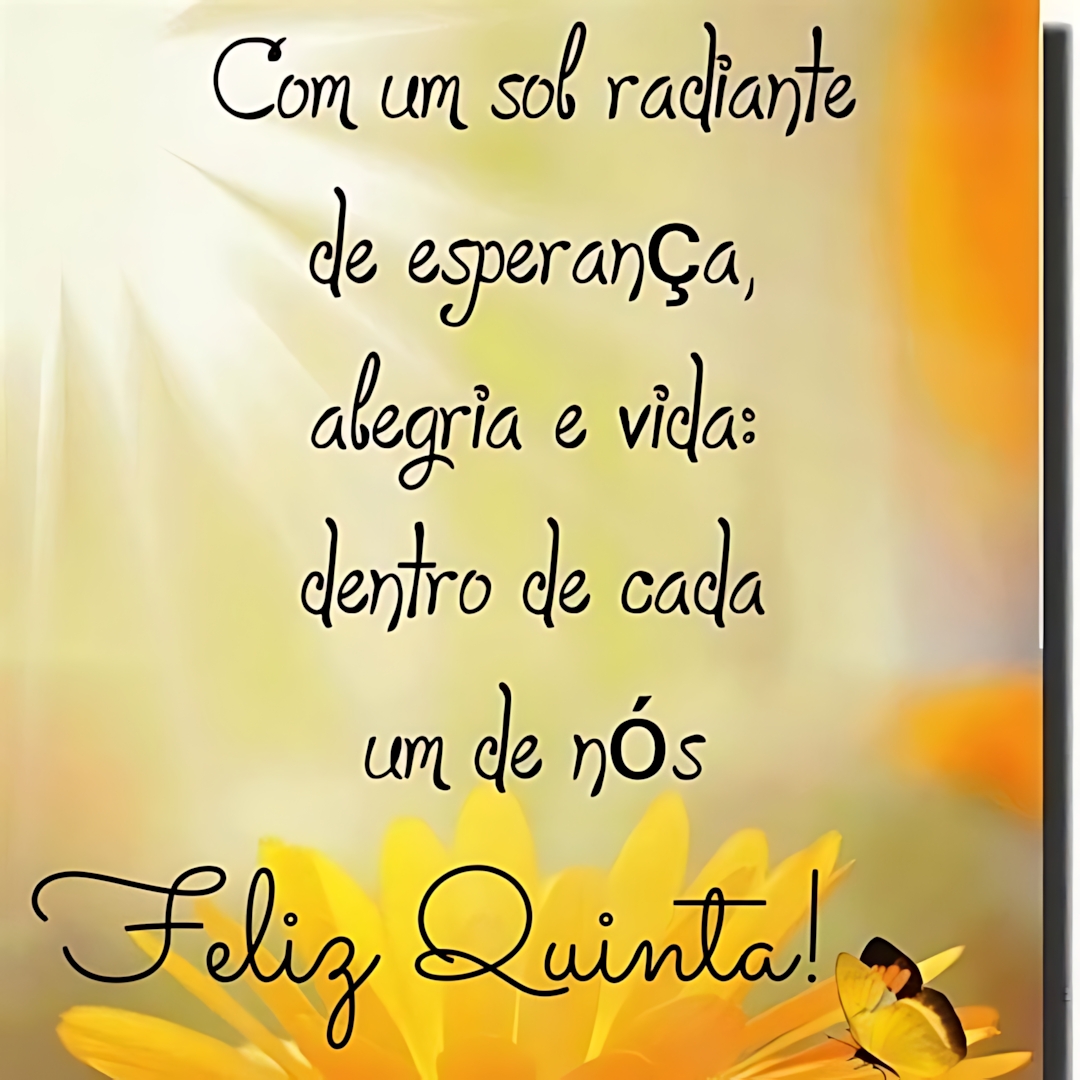 Com um sol radiante
de esperança,
alegria e vida:
dentro de cada
um de nós
Feliz Quinta!